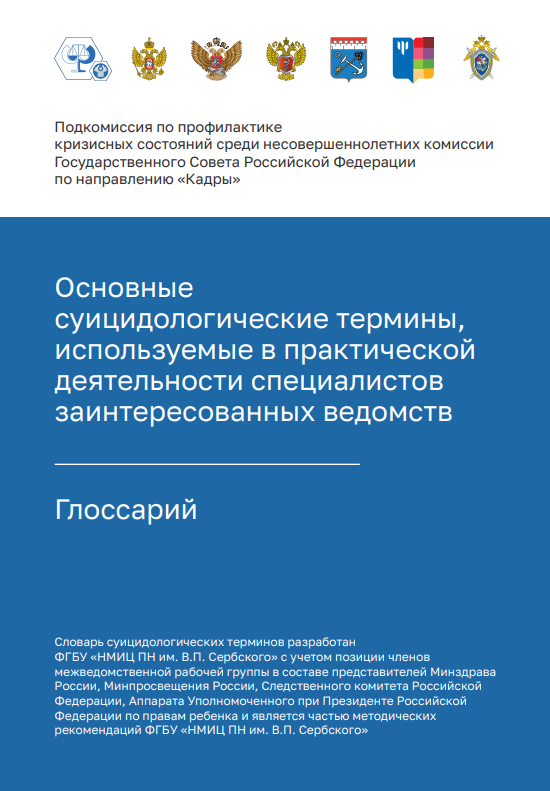 Подкомиссия по профилактике
кризисных состояний среди несовершеннолетних комиссии
Государственного Совета Российской Федерации
по направлению «Кадры»
Основные
суицидологические термины,
используемые в практической
деятельности специалистов
заинтересованных ведомств
Глоссарий
Словарь суицидологических терминов разработан
ФГБУ «НМИЦ ПН им. В.П. Сербского» с учетом позиции членов
межведомственной рабочей группы в составе представителей Минздрава
России, Минпросвещения России, Следственного комитета Российской
Федерации, Аппарата Уполномоченного при Президенте Российской
Федерации по правам ребенка и является частью методических
рекомендаций ФГБУ «НМИЦ ПН им. В.П. Сербского»